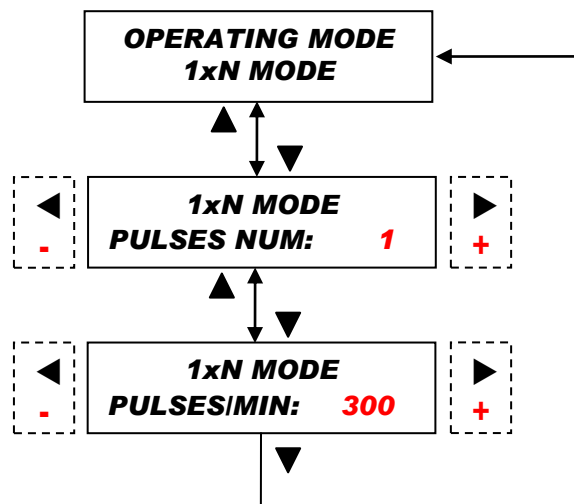 OPERATING MODE
1xN MODE
1xN MODE
PULSES NUM: 1
- +
1xN MODE
PULSES/MIN: 300
- +